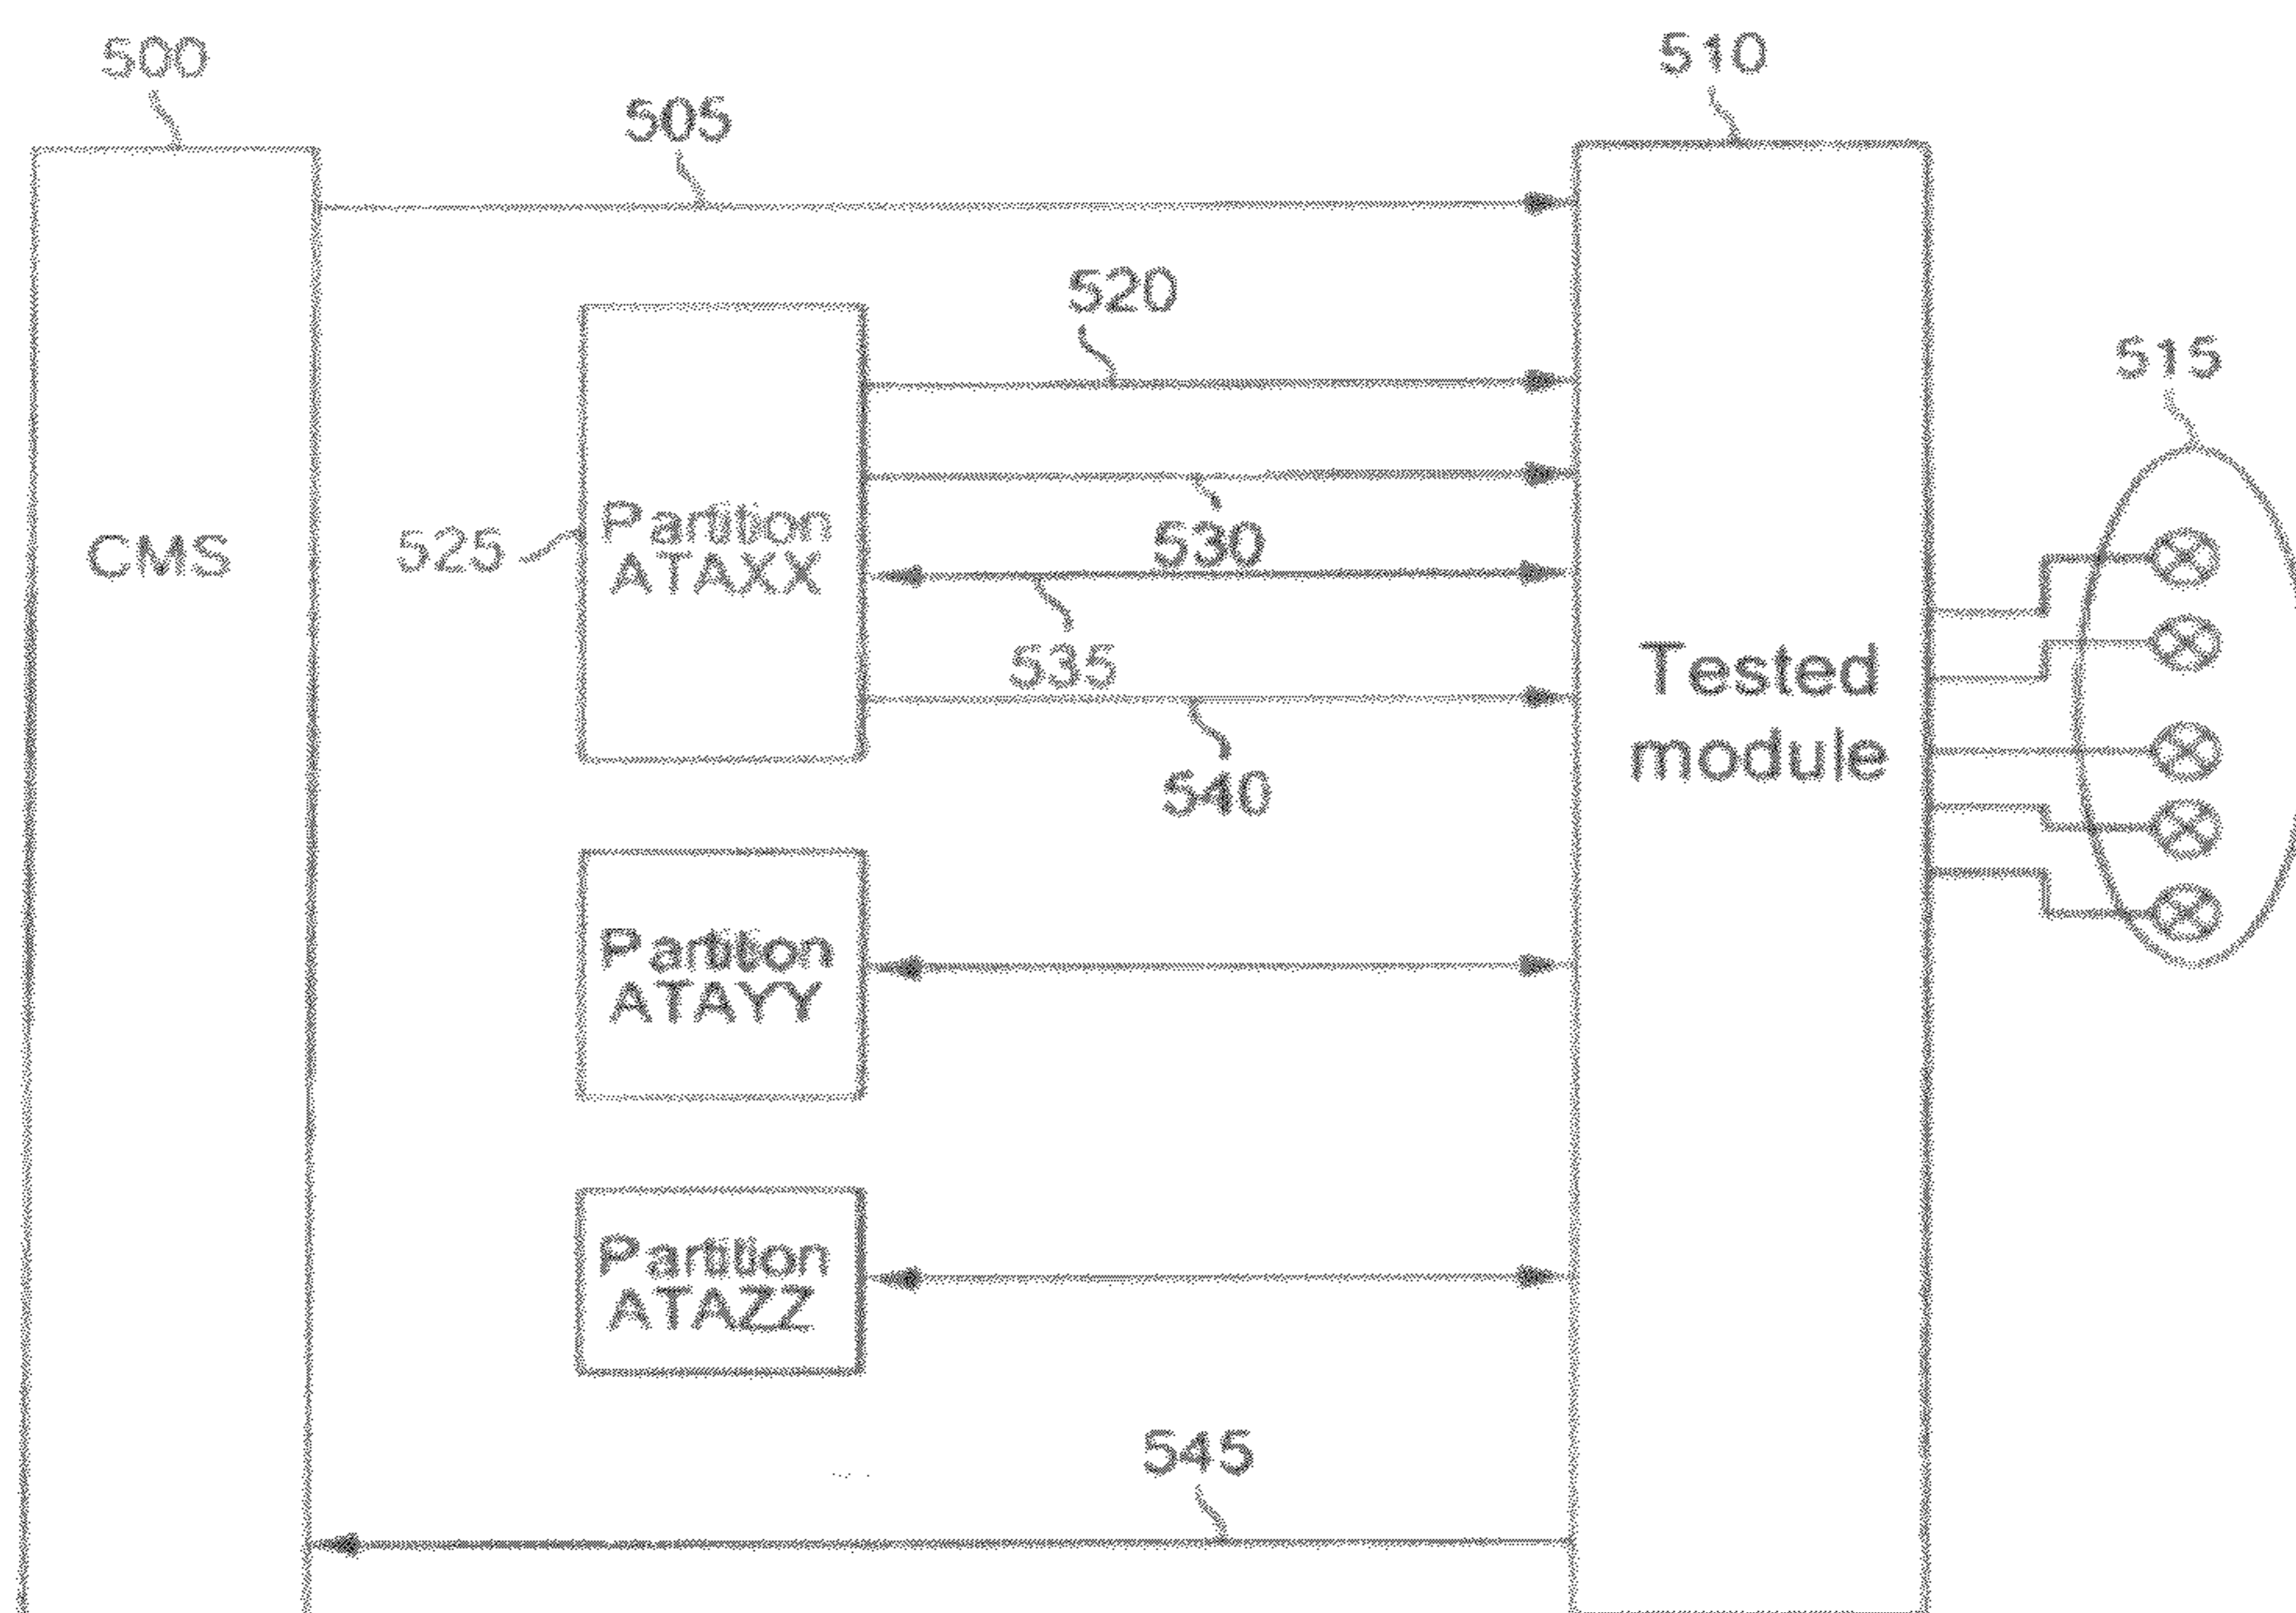 500
510
505
520
515
530
525
Partition
ATAXX
CMS
535
Tested
module
540
Partition
ATAYY
Partition
ATAZZ
545